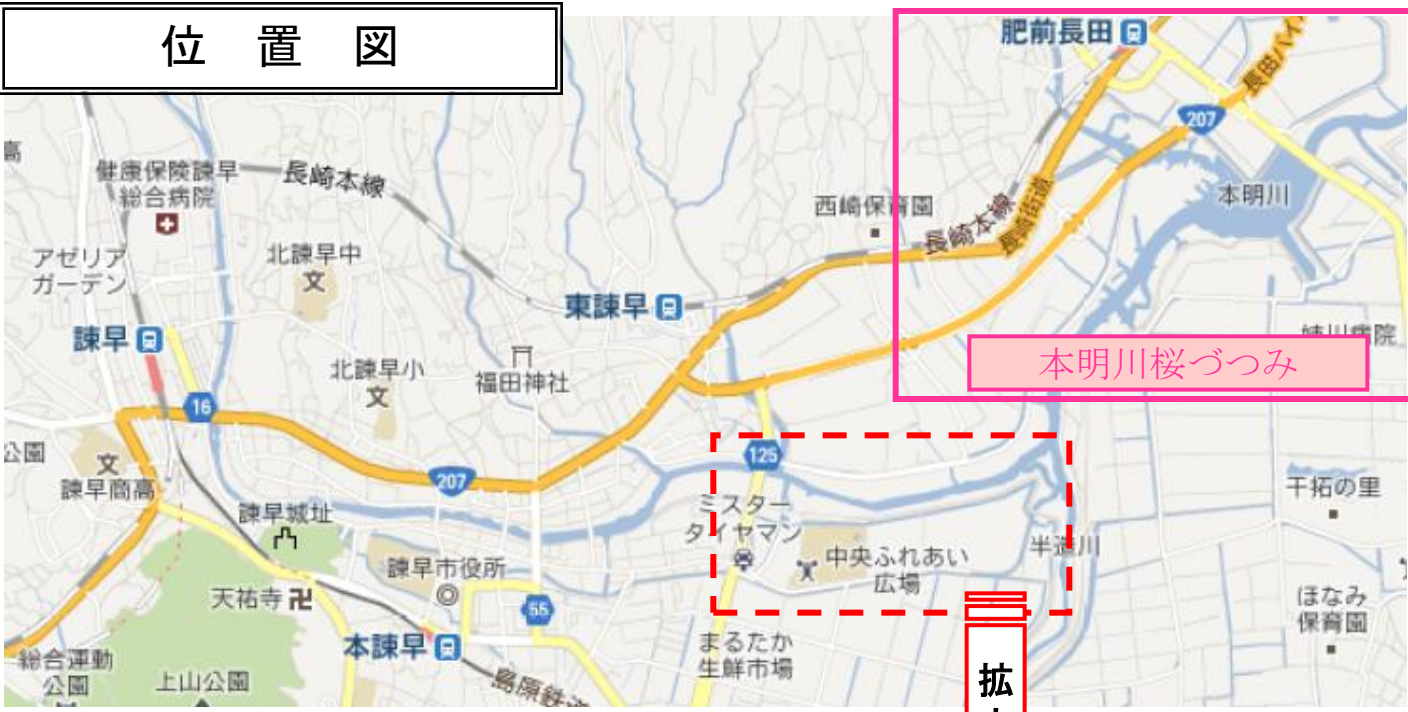 位 置 図
肥前長田
長田バイパ
207
高
健康保険諫早
総合病院
長崎本線
西崎保育園
長崎本線
長崎街道
本明川
アゼリア
ガーデン
北諫早中
文
東諫早
諫早
北諫早小
文
福田神社
姉川病院
本明川桜づつみ
16
公園
文
諫早商高
207
125
諫早城址
ミスター
タイヤマン
干拓の里
諫早市役所
中央ふれあい
広場
半造川
天祐寺
55
ほなみ
保育園
総合運動
公園
上山公園
本諫早
島原鉄道
まるたか
生鮮市場
拡